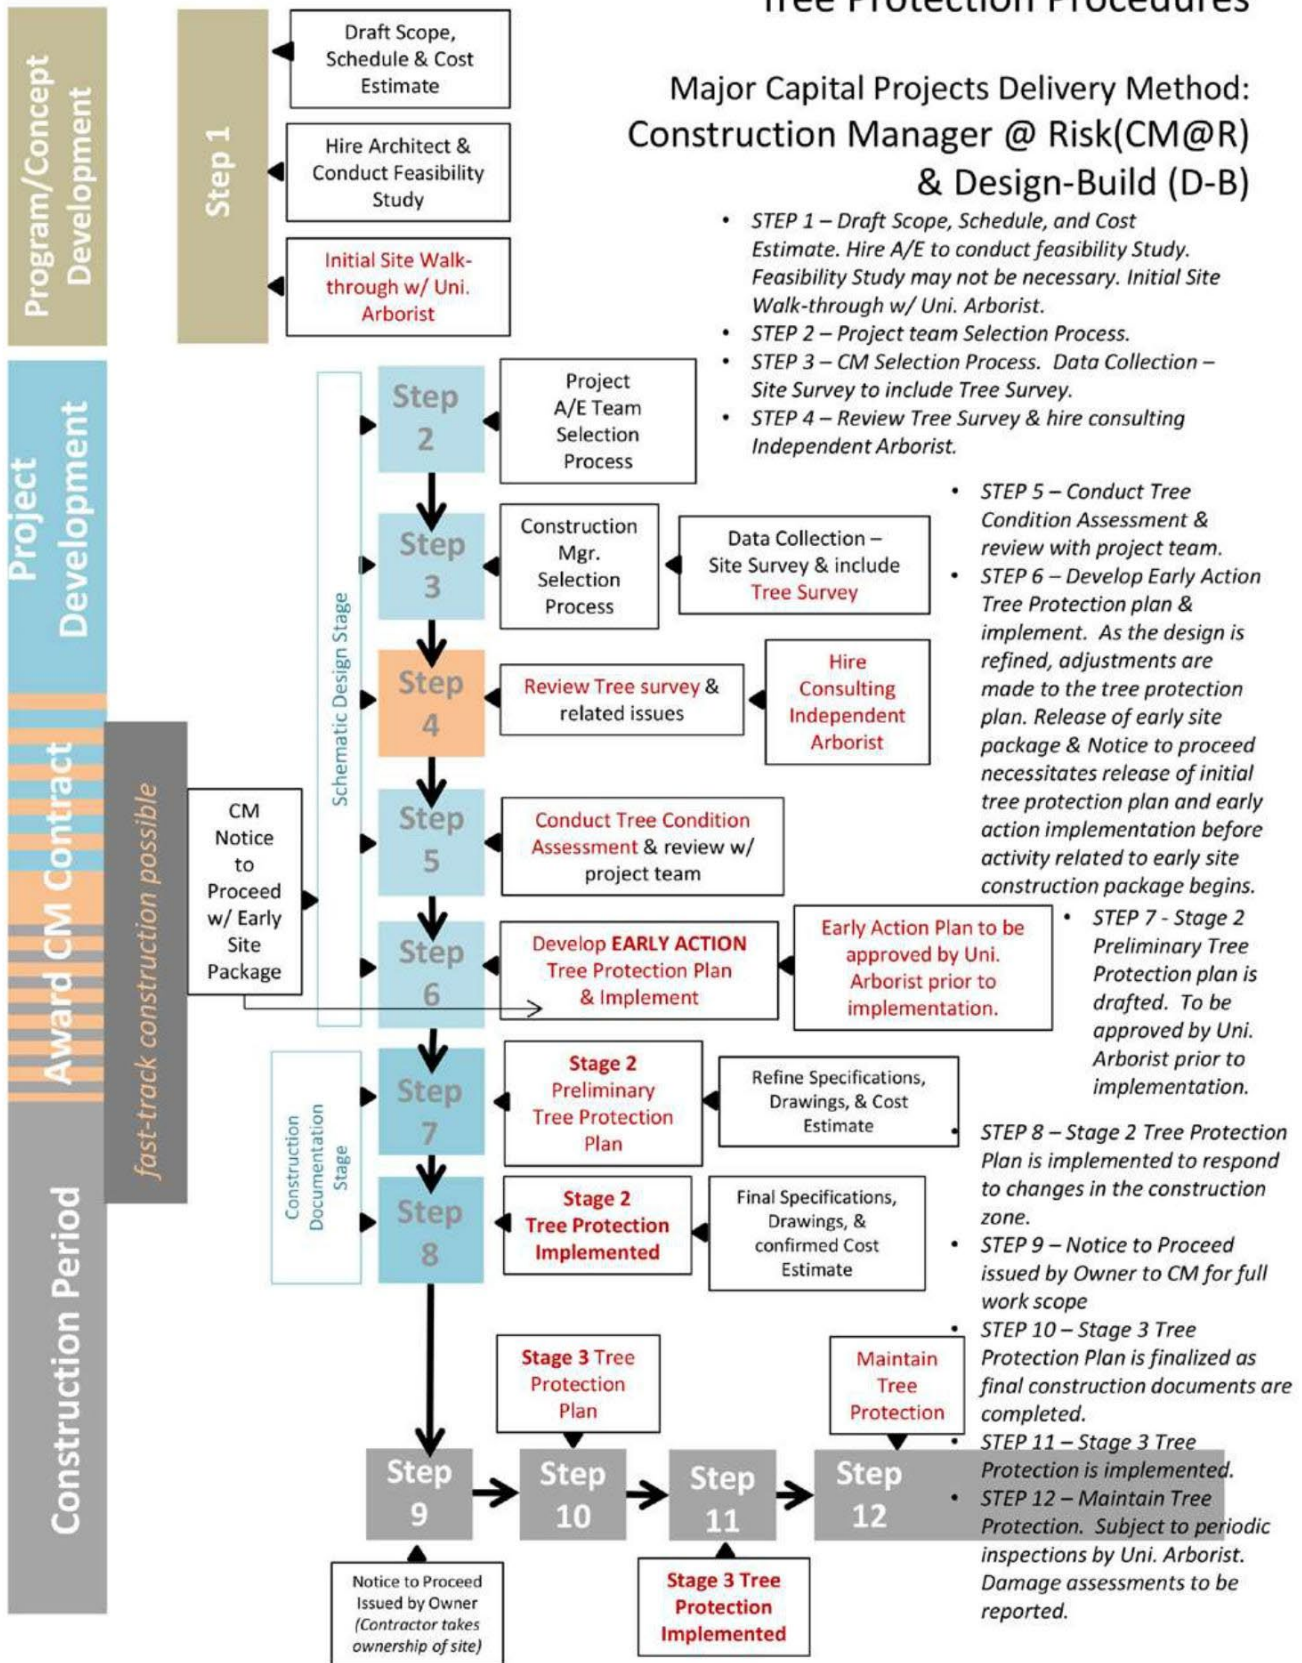 Tree Protection Procedures
Major Capital Projects Delivery Method:
Construction Manager @ Risk(CM@R)
& Design-Build (D-B)
Program/Concept
Development
Step 1
Draft Scope,
Schedule & Cost
Estimate
Hire Architect &
Conduct Feasibility
Study
Initial Site Walk-
through w/ Uni.
Arborist
• STEP 1 – Draft Scope, Schedule, and Cost
Estimate. Hire A/E to conduct feasibility Study.
Feasibility Study may not be necessary. Initial Site
Walk-through w/ Uni. Arborist.
• STEP 2 – Project team Selection Process.
• STEP 3 – CM Selection Process. Data Collection –
Site Survey to include Tree Survey.
• STEP 4 – Review Tree Survey & hire consulting
Independent Arborist.
• STEP 5 – Conduct Tree
Condition Assessment &
review with project team.
• STEP 6 – Develop Early Action
Tree Protection plan &
implement. As the design is
refined, adjustments are
made to the tree protection
plan. Release of early site
package & Notice to proceed
necessitates release of initial
tree protection plan and early
action implementation before
activity related to early site
construction package begins.
• STEP 7 - Stage 2
Preliminary Tree
Protection plan is
drafted. To be
approved by Uni.
Arborist prior to
implementation.
• STEP 8 – Stage 2 Tree Protection
Plan is implemented to respond
to changes in the construction
zone.
• STEP 9 – Notice to Proceed
issued by Owner to CM for full
work scope
• STEP 10 – Stage 3 Tree
Protection Plan is finalized as
final construction documents are
completed.
• STEP 11 – Stage 3 Tree
Protection is implemented.
• STEP 12 – Maintain Tree
Protection. Subject to periodic
inspections by Uni. Arborist.
Damage assessments to be
reported.
Project
Development
Schematic Design Stage
Step
2
Project
A/E Team
Selection
Process
Step
3
Construction
Mgr.
Selection
Process
Data Collection –
Site Survey & include
Tree Survey
Step
4
Review Tree survey &
related issues
Hire
Consulting
Independent
Arborist
Award CM Contract
fast-track construction possible
CM
Notice
to
Proceed
w/ Early
Site
Package
Step
5
Conduct Tree Condition
Assessment & review w/
project team
Step
6
Develop EARLY ACTION
Tree Protection Plan
& Implement
Early Action Plan to be
approved by Uni.
Arborist prior to
implementation.
Construction
Documentation
Stage
Step
7
Stage 2
Preliminary
Tree Protection
Plan
Refine Specifications,
Drawings, & Cost
Estimate
Step
8
Stage 2
Tree Protection
Implemented
Final Specifications,
Drawings, &
confirmed Cost
Estimate
Construction Period
Step
9
Notice to Proceed
Issued by Owner
(Contractor takes
ownership of site)
Stage 3 Tree
Protection
Plan
Step
10
Step
11
Stage 3 Tree
Protection
Implemented
Maintain
Tree
Protection
Step
12